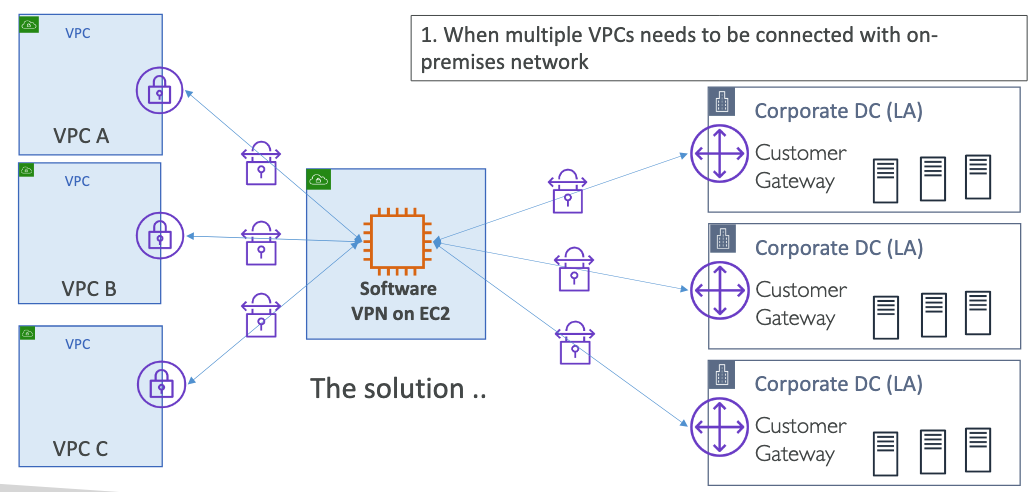 VPC
VPC A
VPC
VPC B
VPC
VPC C
Software
VPN on EC2
The solution ..
1. When multiple VPCs needs to be connected with on-
premises network
Corporate DC (LA)
Customer
Gateway
Corporate DC (LA)
Customer
Gateway
Corporate DC (LA)
Customer
Gateway